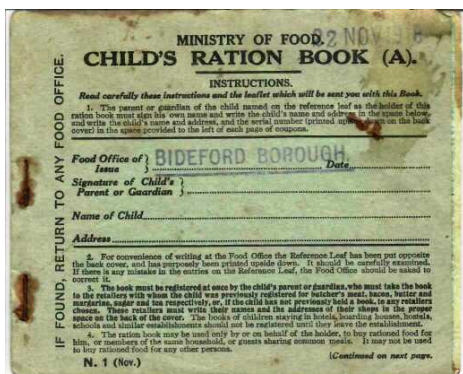 MINISTRY OF FOOD.
22 NOV 1918
CHILD'S RATION BOOK (A).
INSTRUCTIONS.
Read carefully these instructions and the leaflet which will be sent you with this Book.
1. The parent or guardian of the child named on the reference leaf as the holder of this
ration book must sign his own name and write the child's name and address in the space below,
and write the child's name and address, and the serial number (printed upside down on the back
cover) in the space provided to the left of each page of coupons.
Food Office of Issue } BIDEFORD BOROUGH Date
Signature of Child's Parent or Guardian }
Name of Child
Address
2. For convenience of writing at the Food Office the Reference Leaf has been put opposite
the back cover, and has purposely been printed upside down. It should be carefully examined.
If there is any mistake in the entries on the Reference Leaf, the Food Office should be asked to
correct it.
3. The book must be registered at once by the child's parent or guardian, who must take the book
to the retailers with whom the child was previously registered for butcher's meat, bacon, butter and
margarine, sugar and tea respectively, or, if the child has not previously held a book, to any retailers
chosen. These retailers must write their names and the addresses of their shops in the proper
space on the back of the cover. The books of children staying in hotels, boarding houses, hostels,
schools and similar establishments should not be registered until they leave the establishment.
4. The ration book may be used only by or on behalf of the holder, to buy rationed food for
him, or members of the same household, or guests sharing common meals. It may not be used
to buy rationed food for any other persons.
N. 1 (Nov.)
[Continued on next page.
IF FOUND, RETURN TO ANY FOOD OFFICE.